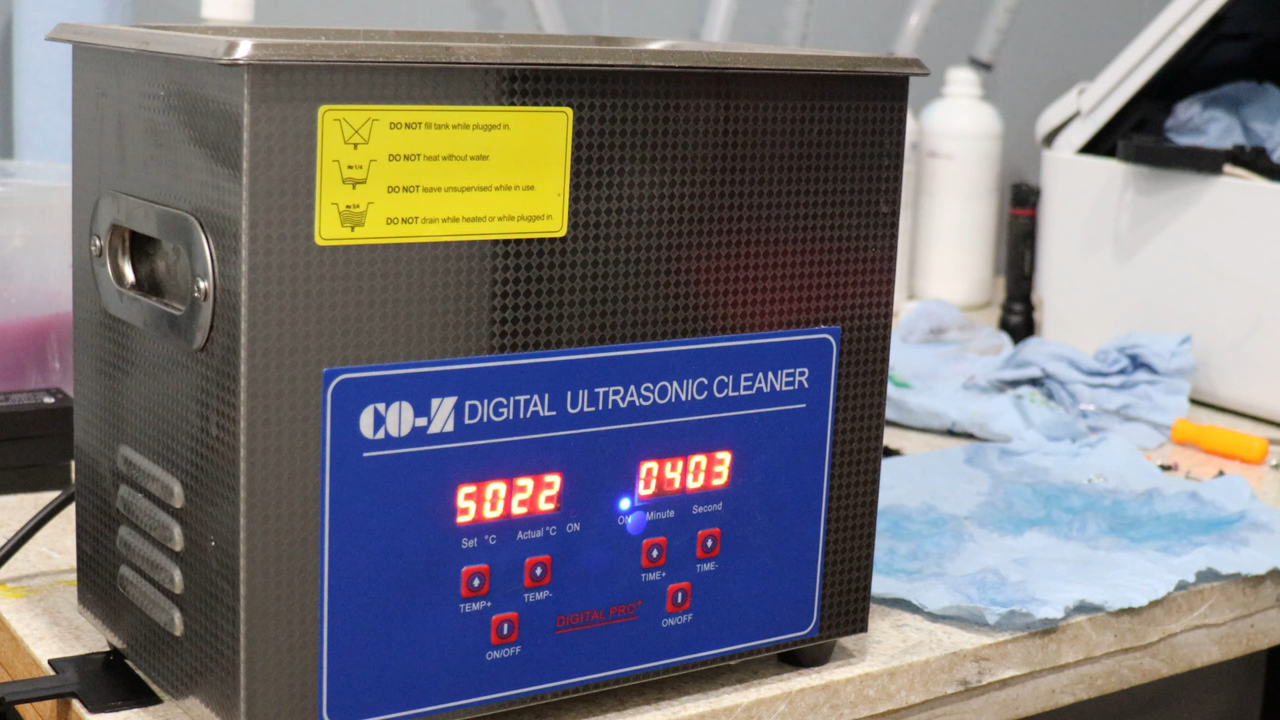 DO NOT fill tank while plugged in.
DO NOT heat without water.
DO NOT leave unsupervised while in use.
DO NOT drain while heated or while plugged in.
CO-Z DIGITAL ULTRASONIC CLEANER
5022 0403
Set °C Actual °C ON ON Minute Second
TEMP+ TEMP- TIME+ TIME-
ON/OFF DIGITAL PRO+ ON/OFF